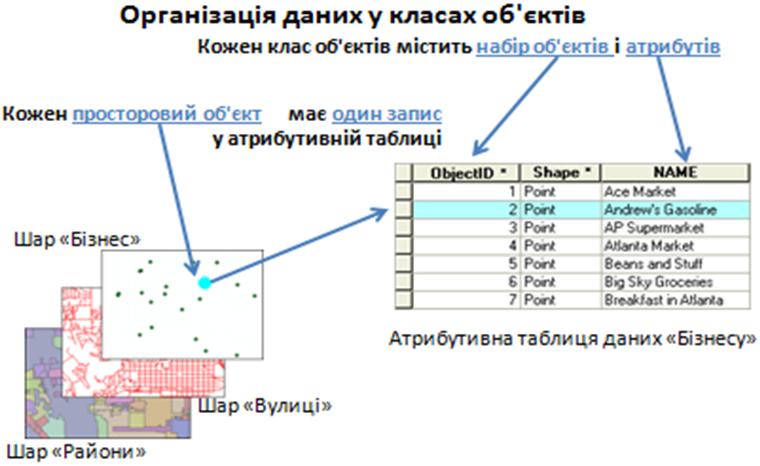 Організація даних у класах об'єктів
Кожен клас об'єктів містить набір об'єктів і атрибутів
Кожен просторовий об'єкт має один запис
у атрибутивній таблиці
ObjectID * Shape * NAME
1 Point Ace Market
2 Point Andrew's Gasoline
3 Point AP Supermarket
4 Point Atlanta Market
5 Point Beans and Stuff
6 Point Big Sky Groceries
7 Point Breakfast in Atlanta
Шар «Бізнес»
Атрибутивна таблиця даних «Бізнесу»
Шар «Вулиці»
Шар «Райони»